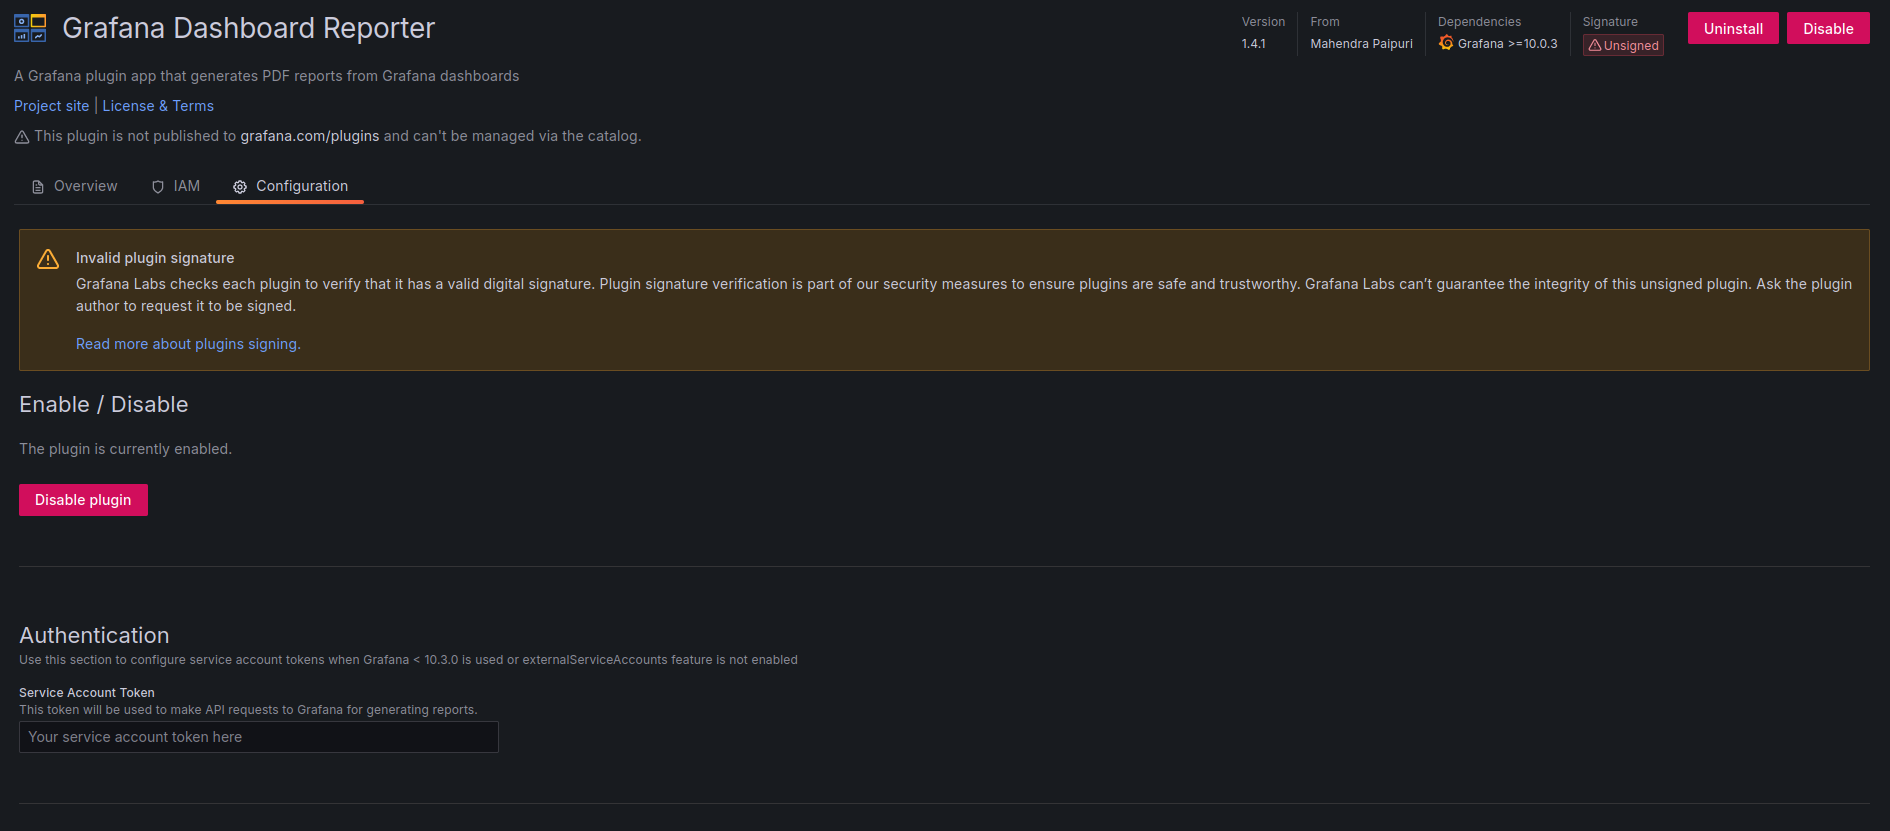 Grafana Dashboard Reporter
Version
1.4.1
From
Mahendra Paipuri
Dependencies
Grafana >=10.0.3
Signature
Unsigned
Uninstall
Disable
A Grafana plugin app that generates PDF reports from Grafana dashboards
Project site | License & Terms
This plugin is not published to grafana.com/plugins and can't be managed via the catalog.
Overview
IAM
Configuration
Invalid plugin signature
Grafana Labs checks each plugin to verify that it has a valid digital signature. Plugin signature verification is part of our security measures to ensure plugins are safe and trustworthy. Grafana Labs can’t guarantee the integrity of this unsigned plugin. Ask the plugin
author to request it to be signed.
Read more about plugins signing.
Enable / Disable
The plugin is currently enabled.
Disable plugin
Authentication
Use this section to configure service account tokens when Grafana < 10.3.0 is used or externalServiceAccounts feature is not enabled
Service Account Token
This token will be used to make API requests to Grafana for generating reports.
Your service account token here